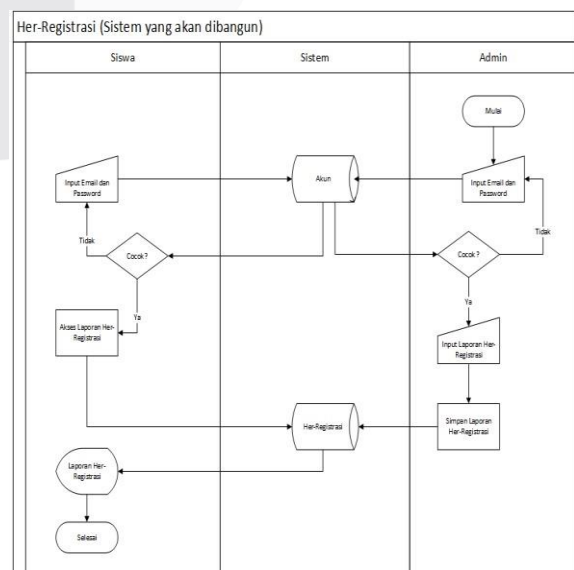 Her-Registrasi (Sistem yang akan dibangun)
Siswa
Sistem
Admin
Mulai
Input Email dan
Password
Akun
Input Email dan
Password
Tidak
Cocok?
Cocok?
Tidak
Ya
Ya
Akses Laporan Her-
Registrasi
Input Laporan Her-
Registrasi
Her-Registrasi
Simpan Laporan
Her-Registrasi
Laporan Her-
Registrasi
Selesai